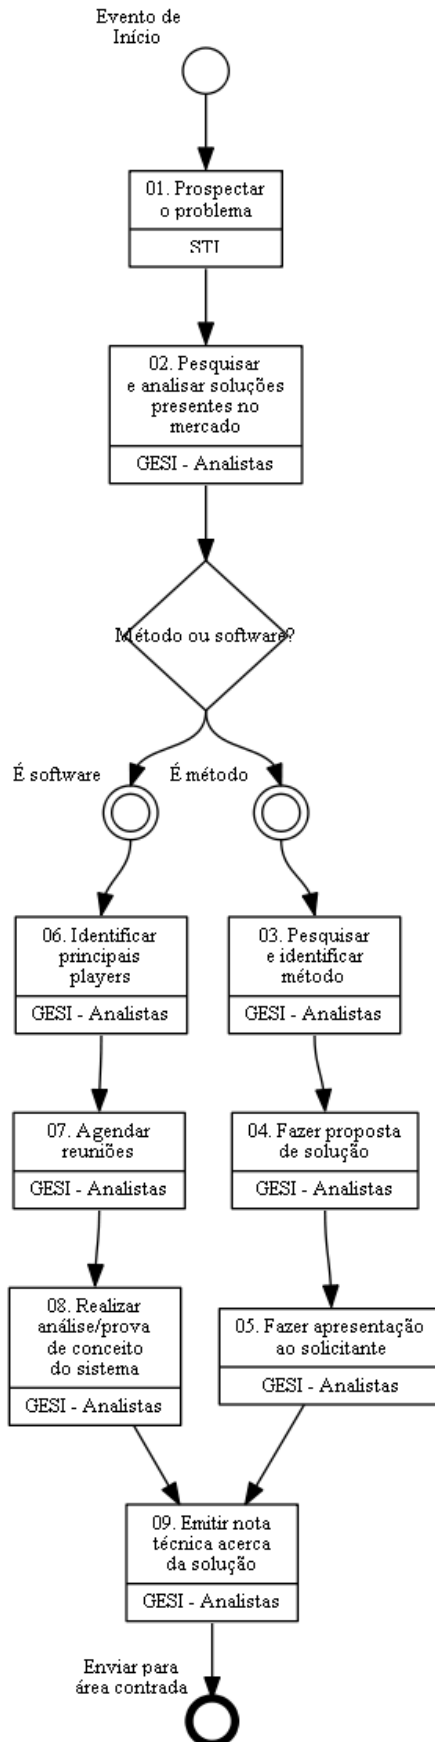 Evento de
Início
01. Prospectar
o problema
STI
02. Pesquisar
e analisar soluções
presentes no
mercado
GESI - Analistas
Método ou software?
É software
É método
06. Identificar
principais
players
GESI - Analistas
03. Pesquisar
e identificar
método
GESI - Analistas
07. Agendar
reuniões
GESI - Analistas
04. Fazer proposta
de solução
GESI - Analistas
08. Realizar
análise/prova
de conceito
do sistema
GESI - Analistas
05. Fazer apresentação
ao solicitante
GESI - Analistas
09. Emitir nota
técnica acerca
da solução
GESI - Analistas
Enviar para
área contrada